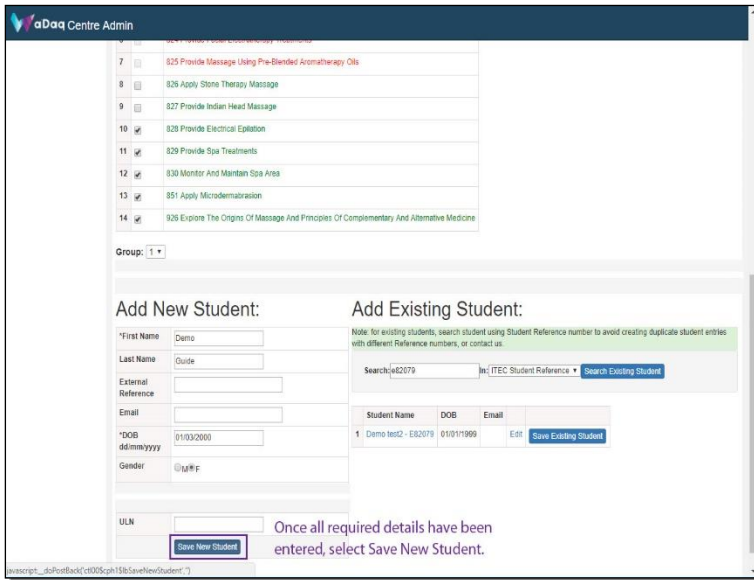 aDaq Centre Admin
824 Provide Facial Electrotherapy Treatments
7 825 Provide Massage Using Pre-Blended Aromatherapy Oils
8 826 Apply Stone Therapy Massage
9 827 Provide Indian Head Massage
10 828 Provide Electrical Epilation
11 829 Provide Spa Treatments
12 830 Monitor And Maintain Spa Area
13 851 Apply Microdermabrasion
14 926 Explore The Origins Of Massage And Principles Of Complementary And Alternative Medicine
Group: 1
Add New Student:
*First Name Demo
Last Name Guide
External
Reference
Email
*DOB 01/03/2000
dd/mm/yyyy
Gender M F
ULN
Save New Student
Add Existing Student:
Note: for existing students, search student using Student Reference number to avoid creating duplicate student entries
with different Reference numbers, or contact us.
Search: e82079 In: ITEC Student Reference Search Existing Student
Student Name DOB Email
1 Demo test2 - E82079 01/01/1999 Edit Save Existing Student
Once all required details have been
entered, select Save New Student.
javascript:__doPostBack('ctl00$cph1$lbSaveNewStudent','')